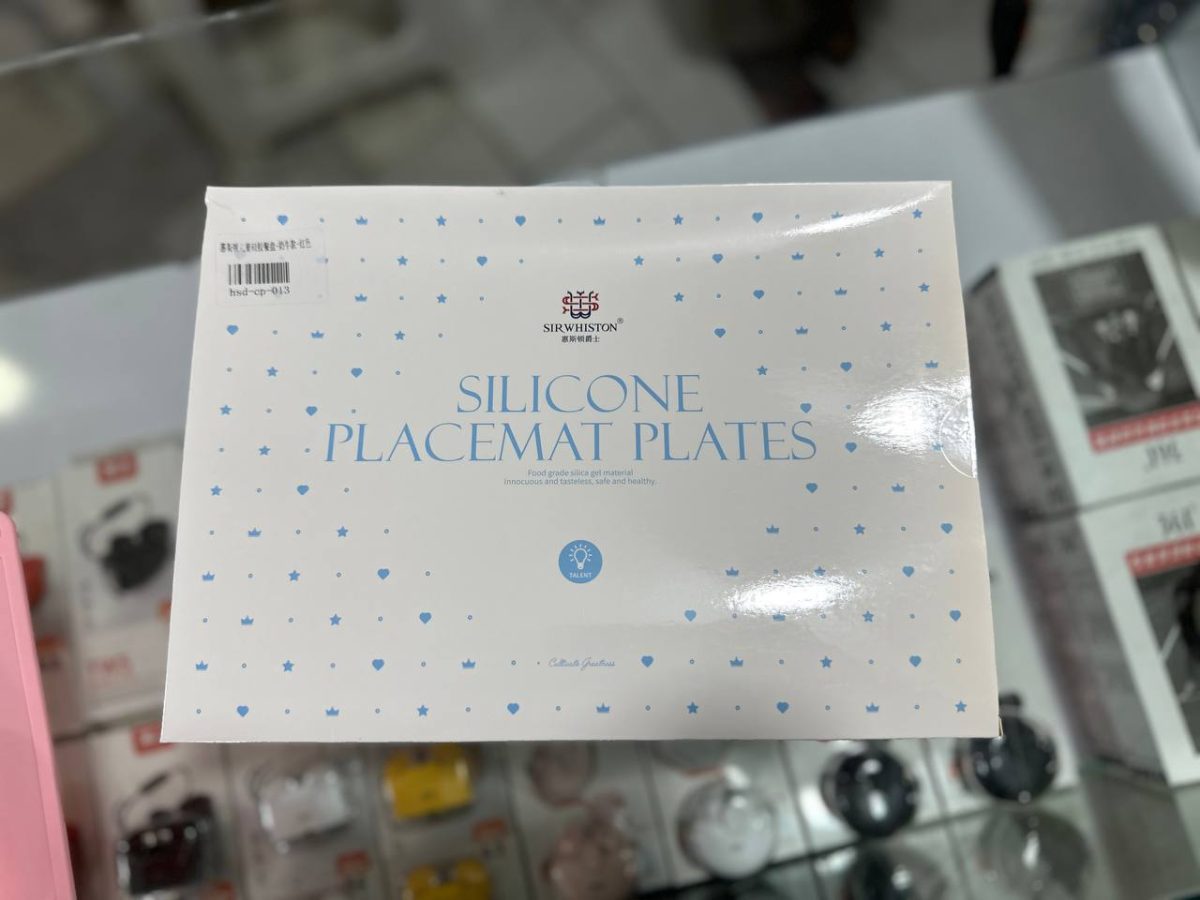 hsd-cp-013
SIRWHISTON®
惠斯顿爵士
SILICONE
PLACEMAT PLATES
Food grade silica gel material
Innocuous and tasteless, safe and healthy.
TALENT
Cultivate Greatness